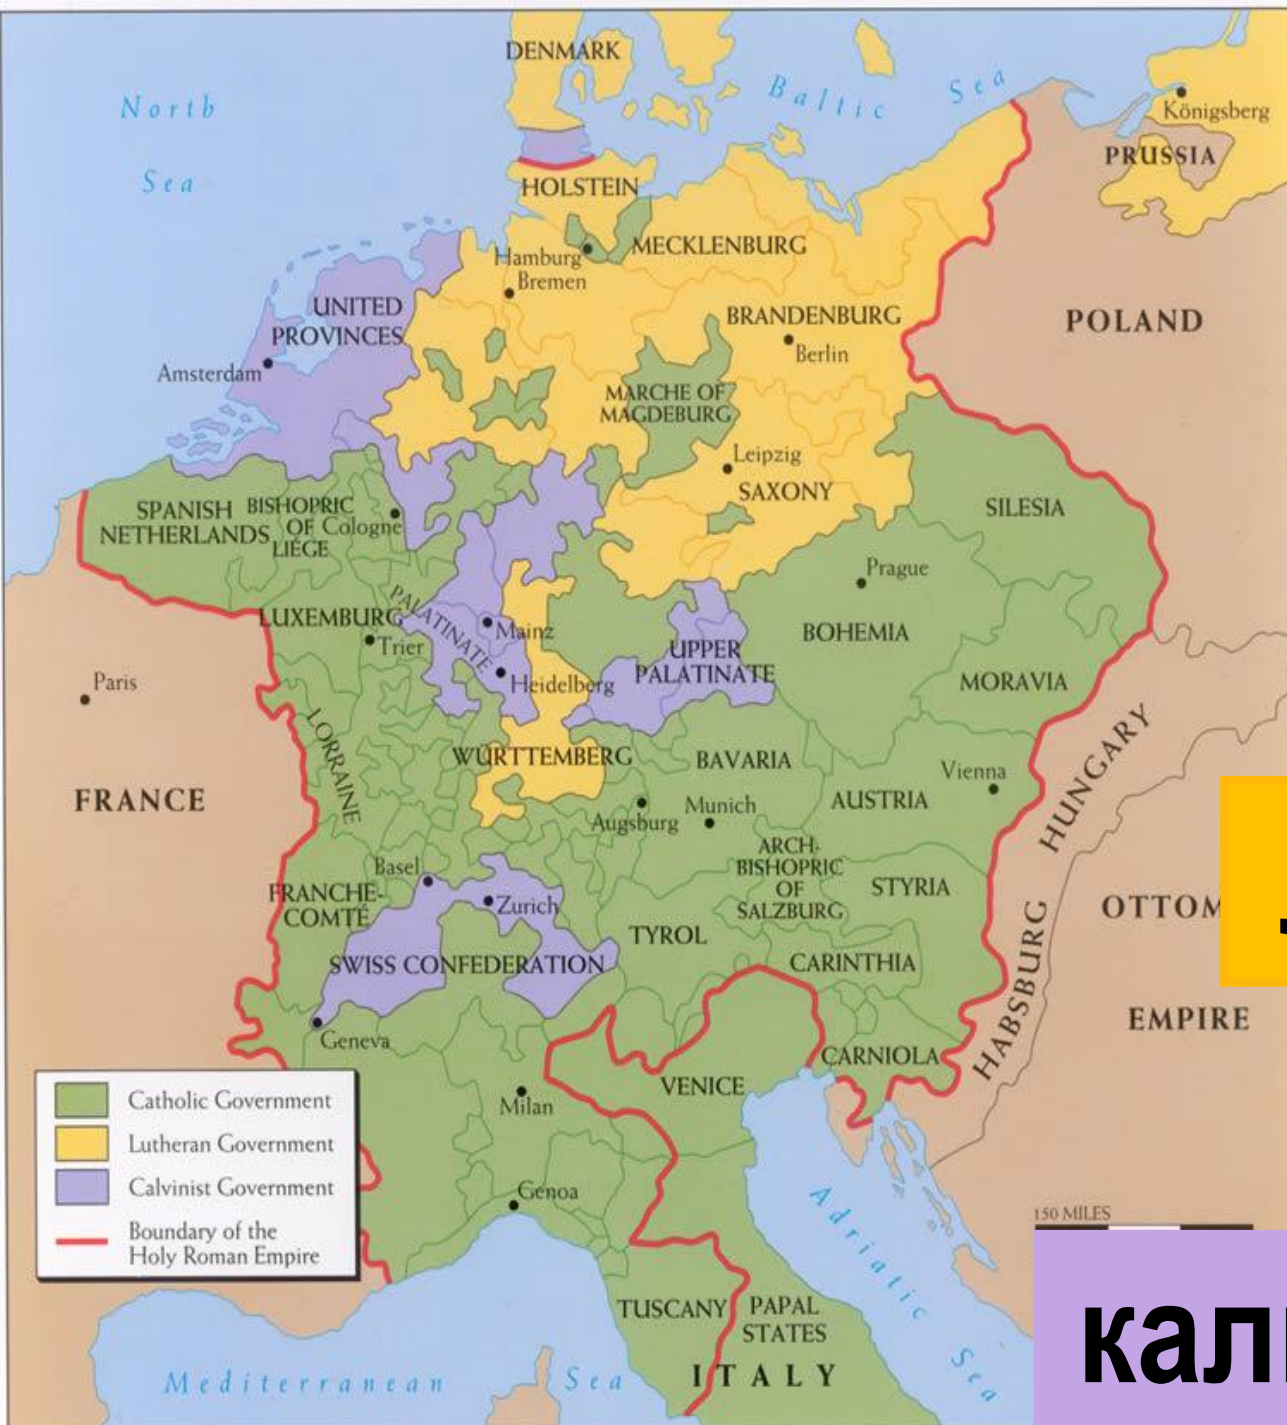 DENMARK
North
Sea
Baltic Sea
Königsberg
PRUSSIA
HOLSTEIN
MECKLENBURG
Hamburg
Bremen
UNITED
PROVINCES
BRANDENBURG
Berlin
POLAND
Amsterdam
MARCHE OF
MAGDEBURG
Leipzig
SAXONY
SILESIA
SPANISH
NETHERLANDS
BISHOPRIC
OF
LIÉGE
Cologne
Prague
BOHEMIA
LUXEMBURG
Trier
PALATINATE
Mainz
Heidelberg
UPPER
PALATINATE
MORAVIA
Paris
LORRAINE
WÜRTTEMBERG
BAVARIA
Vienna
FRANCE
Augsburg
Munich
AUSTRIA
HABSBURG HUNGARY
ARCH-
BISHOPRIC
OF
SALZBURG
STYRIA
Basel
FRANCHE-
COMTÉ
Zurich
TYROL
OTTOM
EMPIRE
SWISS CONFEDERATION
CARINTHIA
Geneva
CARNIOLA
VENICE
Milan
Genoa
Catholic Government
Lutheran Government
Calvinist Government
Boundary of the
Holy Roman Empire
150 MILES
Adriatic Sea
TUSCANY
PAPAL
STATES
ITALY
Mediterranean Sea